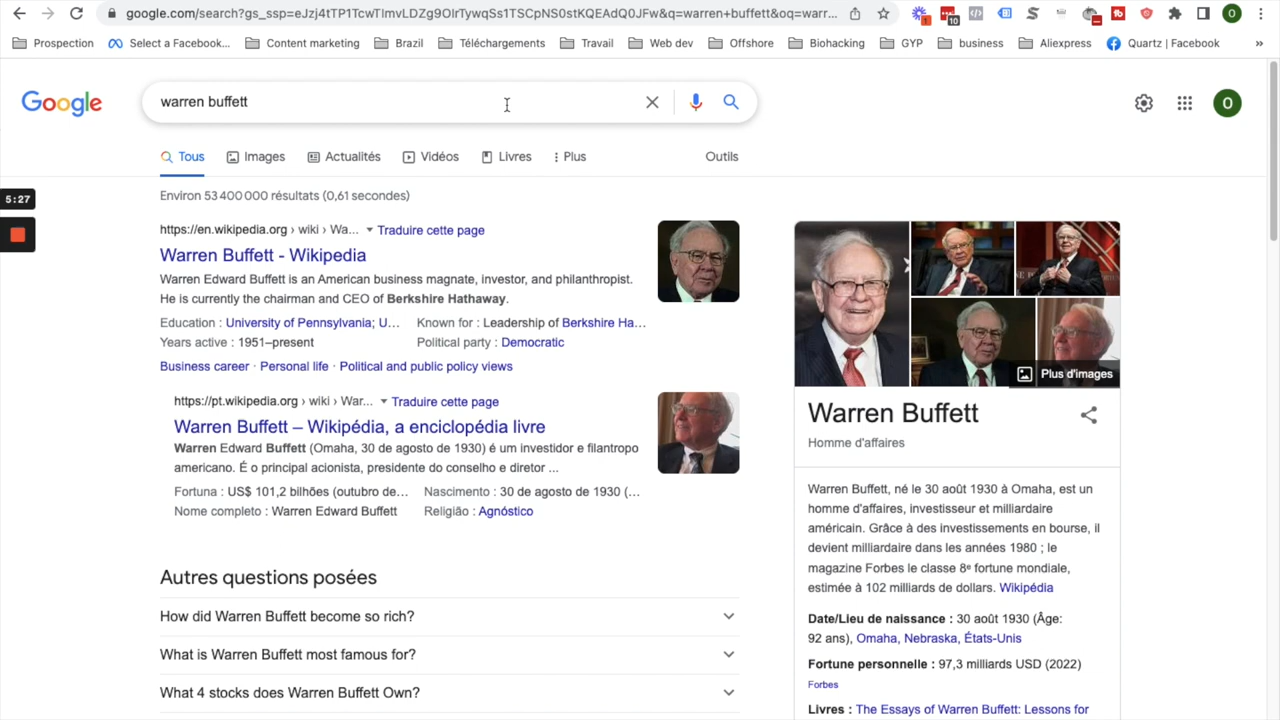 google.com/search?gs_ssp=eJzj4tTP1TcwTimvLDZg9OIrTywqSs1TSCpNS0stKQEAdQ0JFw&q=warren+buffett&oq=warr...
10
O
Prospection
Select a Facebook...
Content marketing
Brazil
Téléchargements
Travail
Web dev
Offshore
Biohacking
GYP
business
Aliexpress
Quartz | Facebook
»
Google
warren buffett
O
Tous
Images
Actualités
Vidéos
Livres
Plus
Outils
5:27
Environ 53 400 000 résultats (0,61 secondes)
https://en.wikipedia.org › wiki › Wa...
Traduire cette page
Warren Buffett - Wikipedia
Warren Edward Buffett is an American business magnate, investor, and philanthropist.
He is currently the chairman and CEO of Berkshire Hathaway.
Education : University of Pennsylvania; U...
Known for : Leadership of Berkshire Ha...
Years active : 1951–present
Political party : Democratic
Business career · Personal life · Political and public policy views
https://pt.wikipedia.org › wiki › War...
Traduire cette page
Warren Buffett – Wikipédia, a enciclopédia livre
Warren Edward Buffett (Omaha, 30 de agosto de 1930) é um investidor e filantropo
americano. É o principal acionista, presidente do conselho e diretor ...
Fortuna : US$ 101,2 bilhões (outubro de...
Nascimento : 30 de agosto de 1930 (...
Nome completo : Warren Edward Buffett
Religião : Agnóstico
Autres questions posées
How did Warren Buffett become so rich?
What is Warren Buffett most famous for?
What 4 stocks does Warren Buffett Own?
Plus d'images
Warren Buffett
Homme d'affaires
Warren Buffett, né le 30 août 1930 à Omaha, est un
homme d'affaires, investisseur et milliardaire
américain. Grâce à des investissements en bourse, il
devient milliardaire dans les années 1980 ; le
magazine Forbes le classe 8ᵉ fortune mondiale,
estimée à 102 milliards de dollars. Wikipédia
Date/Lieu de naissance : 30 août 1930 (Âge:
92 ans), Omaha, Nebraska, États-Unis
Fortune personnelle : 97,3 milliards USD (2022)
Forbes
Livres : The Essays of Warren Buffett: Lessons for